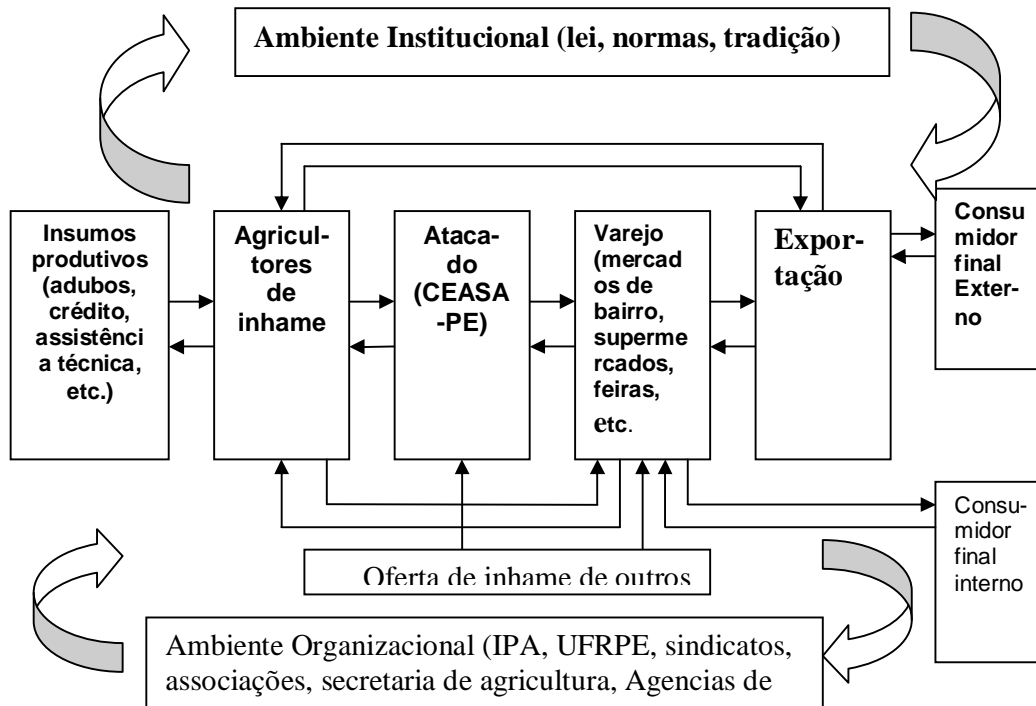 Ambiente Institucional (lei, normas, tradição)
Insumos
produtivos
(adubos,
crédito,
assistênci
a técnica,
etc.)
Agricul-
tores
de
inhame
Ataca-
do
(CEASA
-PE)
Varejo
(mercad
os de
bairro,
superme
rcados,
feiras,
etc.
Expor-
tação
Consu
midor
final
Exter-
no
Consu-
midor
final
interno
Oferta de inhame de outros
Ambiente Organizacional (IPA, UFRPE, sindicatos,
associações, secretaria de agricultura, Agencias de